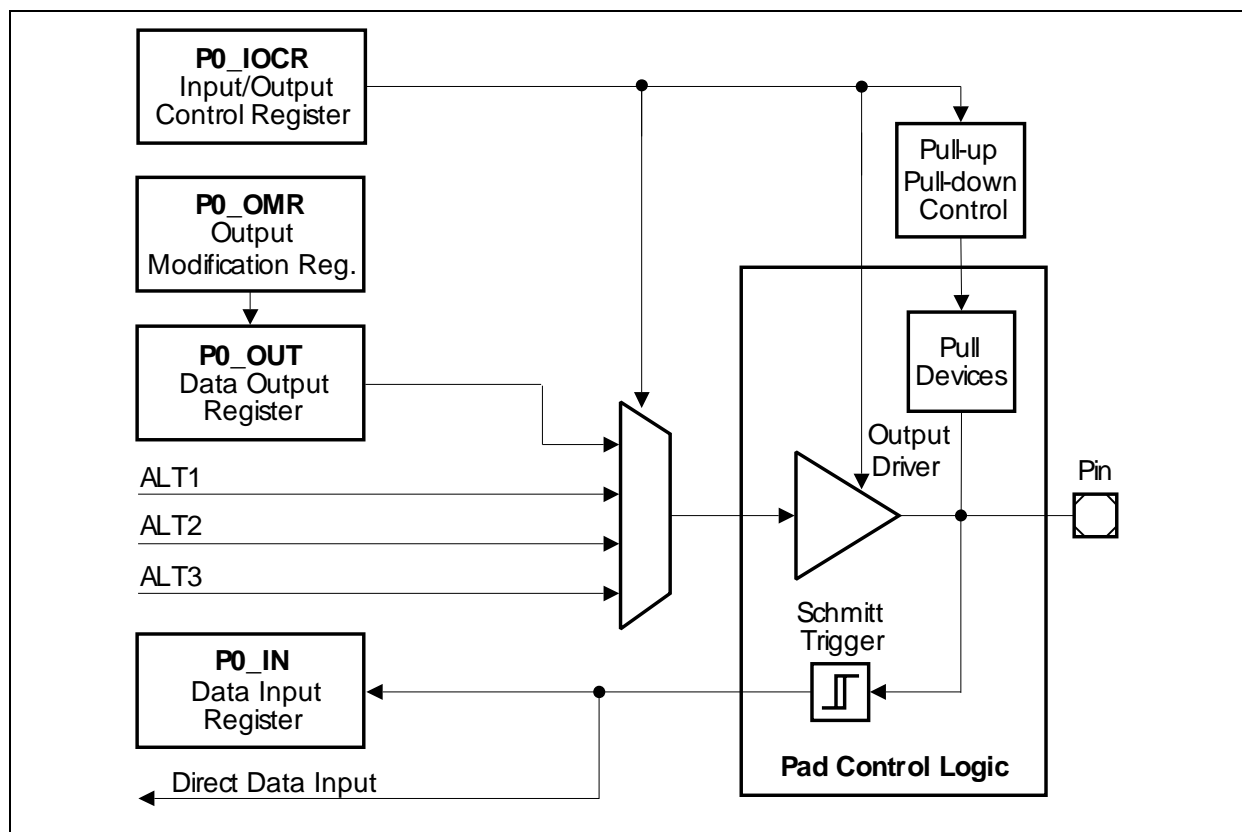 P0_IOCR
Input/Output
Control Register
Pull-up
Pull-down
Control
P0_OMR
Output
Modification Reg.
P0_OUT
Data Output
Register
Pull
Devices
Output
Driver
Pin
ALT1
ALT2
ALT3
Schmitt
Trigger
P0_IN
Data Input
Register
Pad Control Logic
Direct Data Input